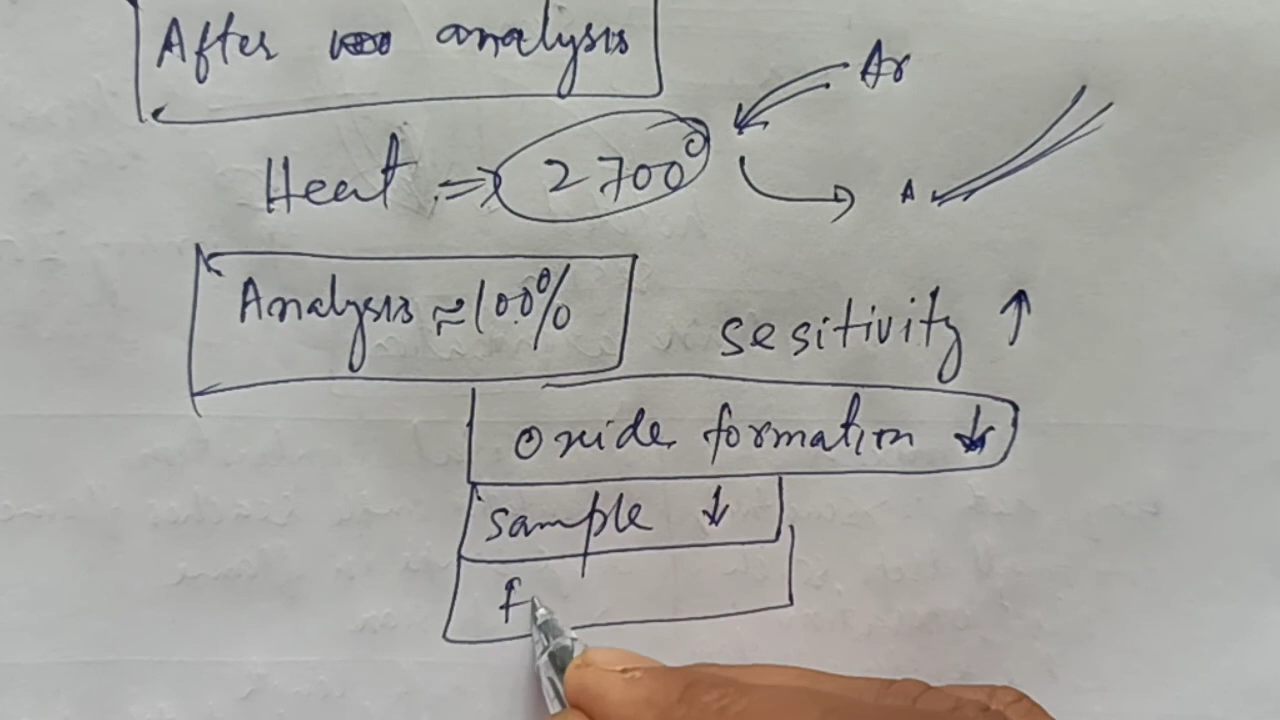 After analysis
Ar
Heat ⇒ 2700°
A
Analysis ≈ 100%
sesitivity ↑
oxide formation ↓
sample ↓
f